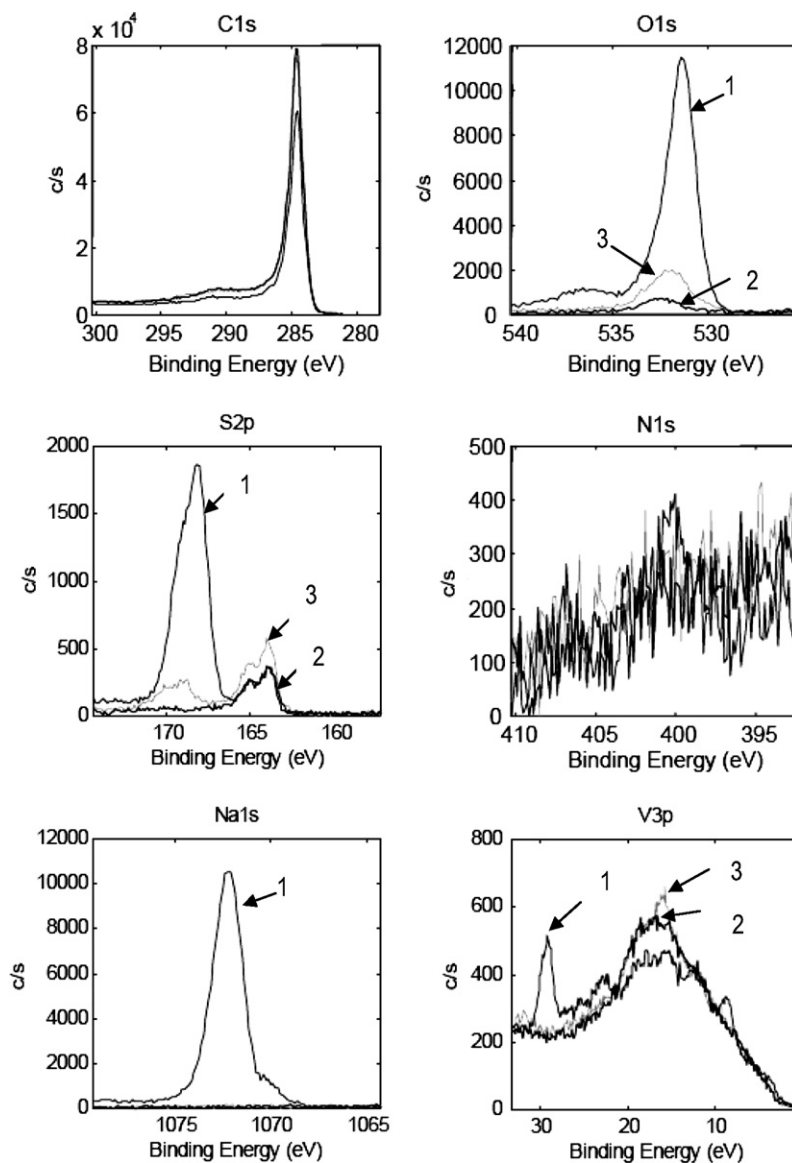 C1s
x 10⁴
8
6
4
2
0
c/s
300 295 290 285 280
Binding Energy (eV)
O1s
12000
10000
8000
6000
4000
2000
0
c/s
1
3
2
540 535 530
Binding Energy (eV)
S2p
2000
1500
1000
500
0
c/s
1
3
2
170 165 160
Binding Energy (eV)
N1s
500
400
300
200
100
0
c/s
410 405 400 395
Binding Energy (eV)
Na1s
12000
10000
8000
6000
4000
2000
0
c/s
1
1075 1070 1065
Binding Energy (eV)
V3p
800
600
400
200
0
c/s
1
3
2
30 20 10
Binding Energy (eV)